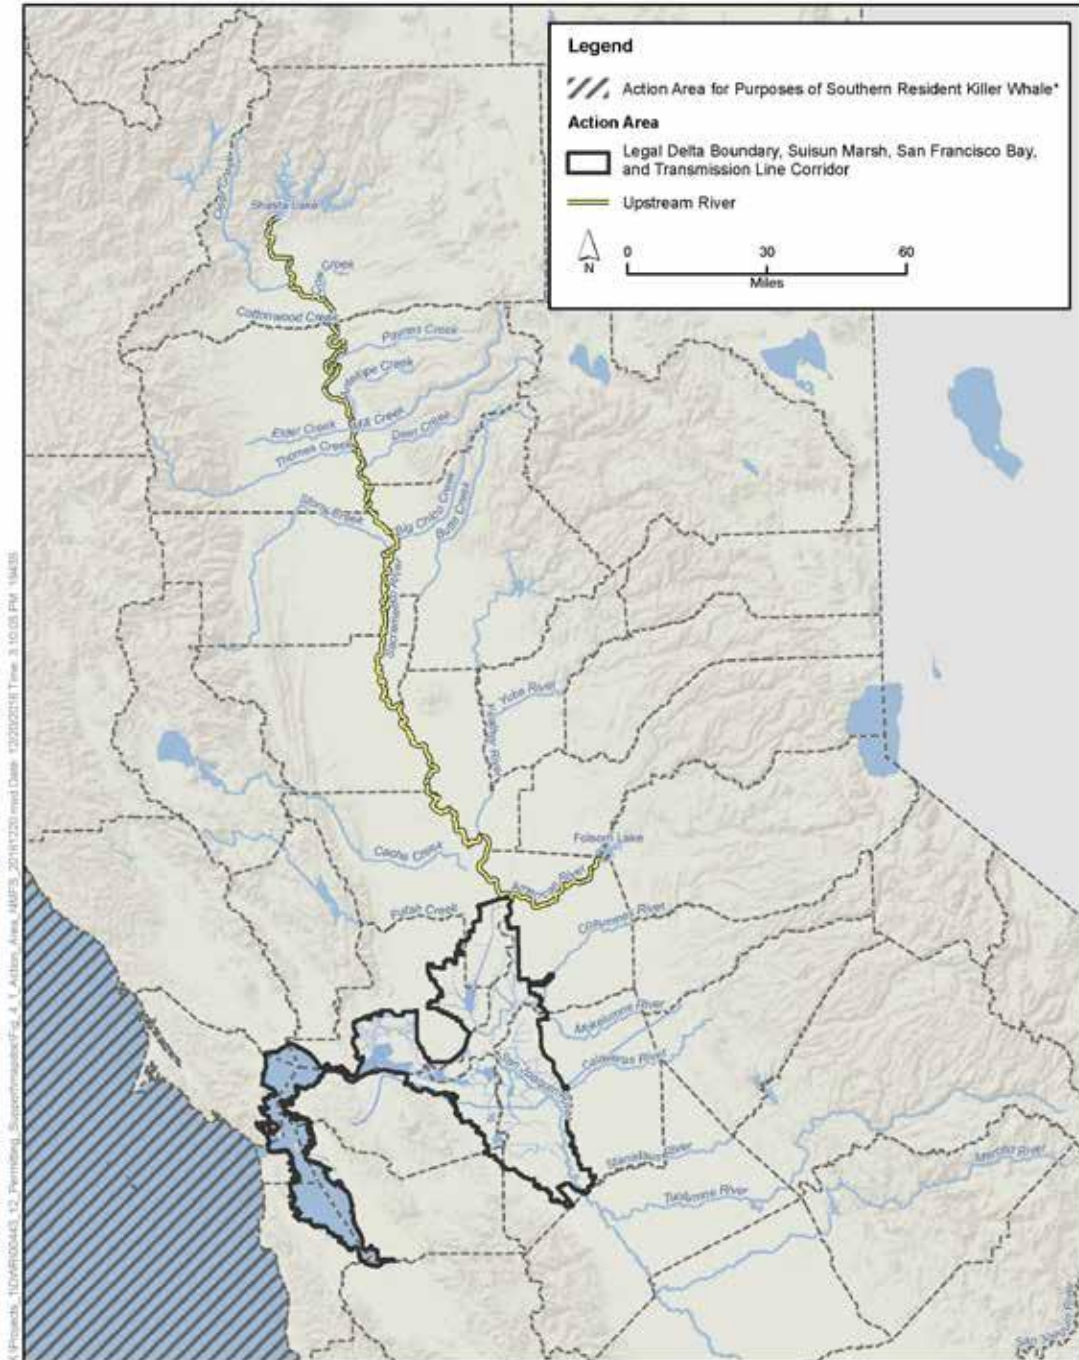 Legend
Action Area for Purposes of Southern Resident Killer Whale*
Action Area
Legal Delta Boundary, Suisun Marsh, San Francisco Bay,
and Transmission Line Corridor
Upstream River
N
0 30 60
Miles
Shasta Lake
Creek
Cottonwood Creek
Paynes Creek
Creek
Elder Creek
Mill Creek
Deer Creek
Thomes Creek
Big Chico Creek
Butte Creek
Stony Creek
Sacramento River
Yuba River
Feather River
Folsom Lake
Cache Creek
American River
Putah Creek
Cosumnes River
Mokelumne River
Calaveras River
San Joaquin River
Stanislaus River
Tuolumne River
Merced River
San Joaquin River